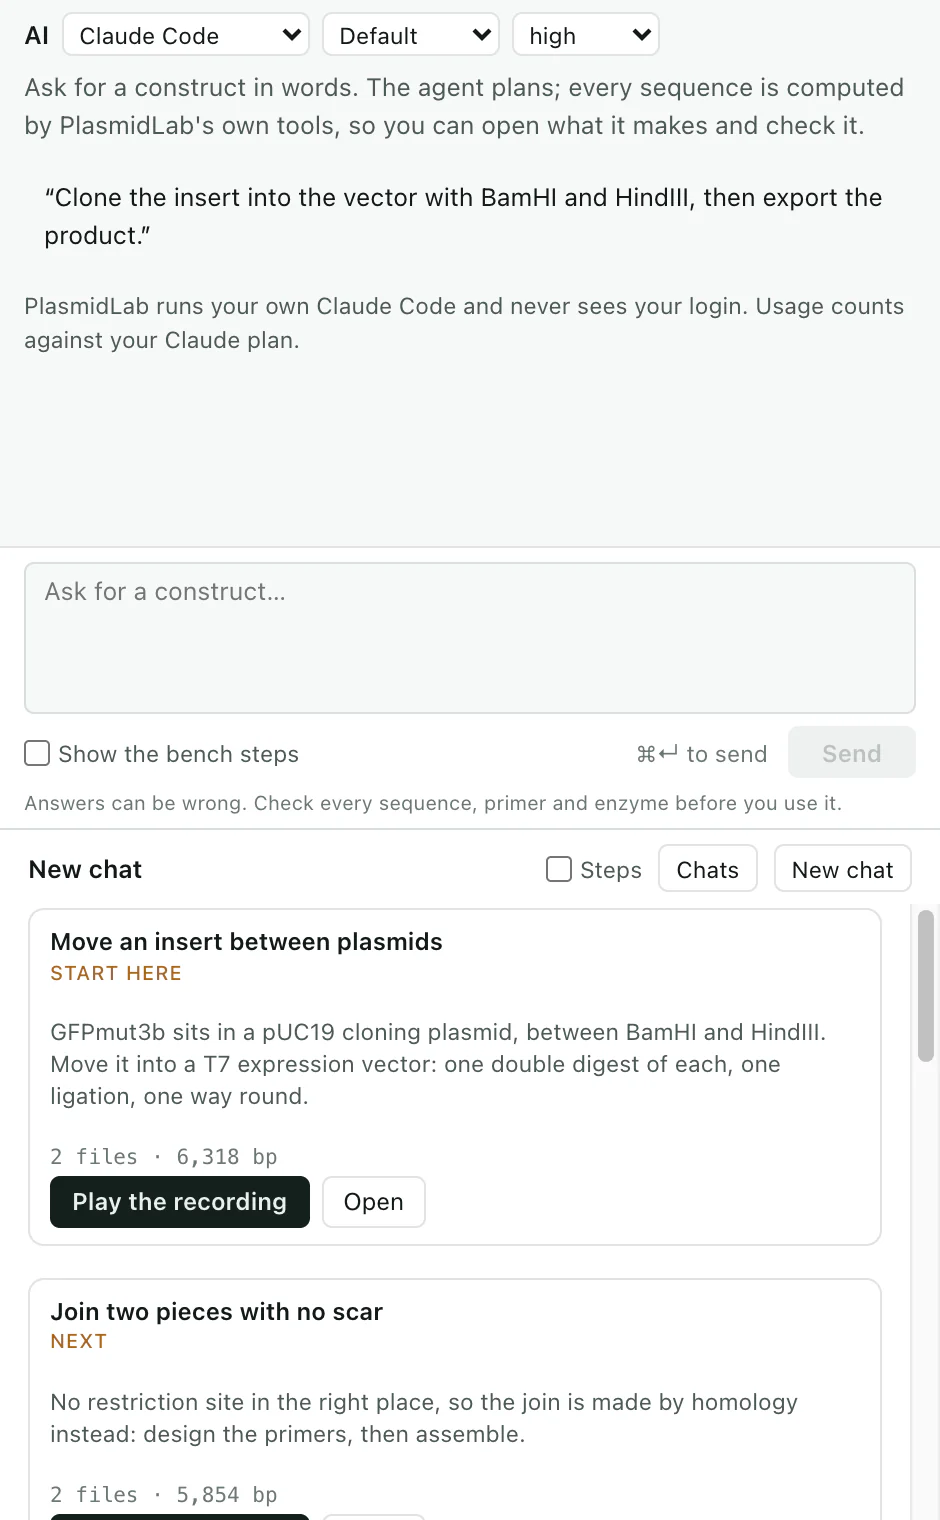 AI Claude Code Default high
Ask for a construct in words. The agent plans; every sequence is computed
by PlasmidLab's own tools, so you can open what it makes and check it.
“Clone the insert into the vector with BamHI and HindIII, then export the
product.”
PlasmidLab runs your own Claude Code and never sees your login. Usage counts
against your Claude plan.
Ask for a construct…
Show the bench steps ⌘↵ to send Send
Answers can be wrong. Check every sequence, primer and enzyme before you use it.
New chat Steps Chats New chat
Move an insert between plasmids
START HERE
GFPmut3b sits in a pUC19 cloning plasmid, between BamHI and HindIII.
Move it into a T7 expression vector: one double digest of each, one
ligation, one way round.
2 files · 6,318 bp
Play the recording Open
Join two pieces with no scar
NEXT
No restriction site in the right place, so the join is made by homology
instead: design the primers, then assemble.
2 files · 5,854 bp